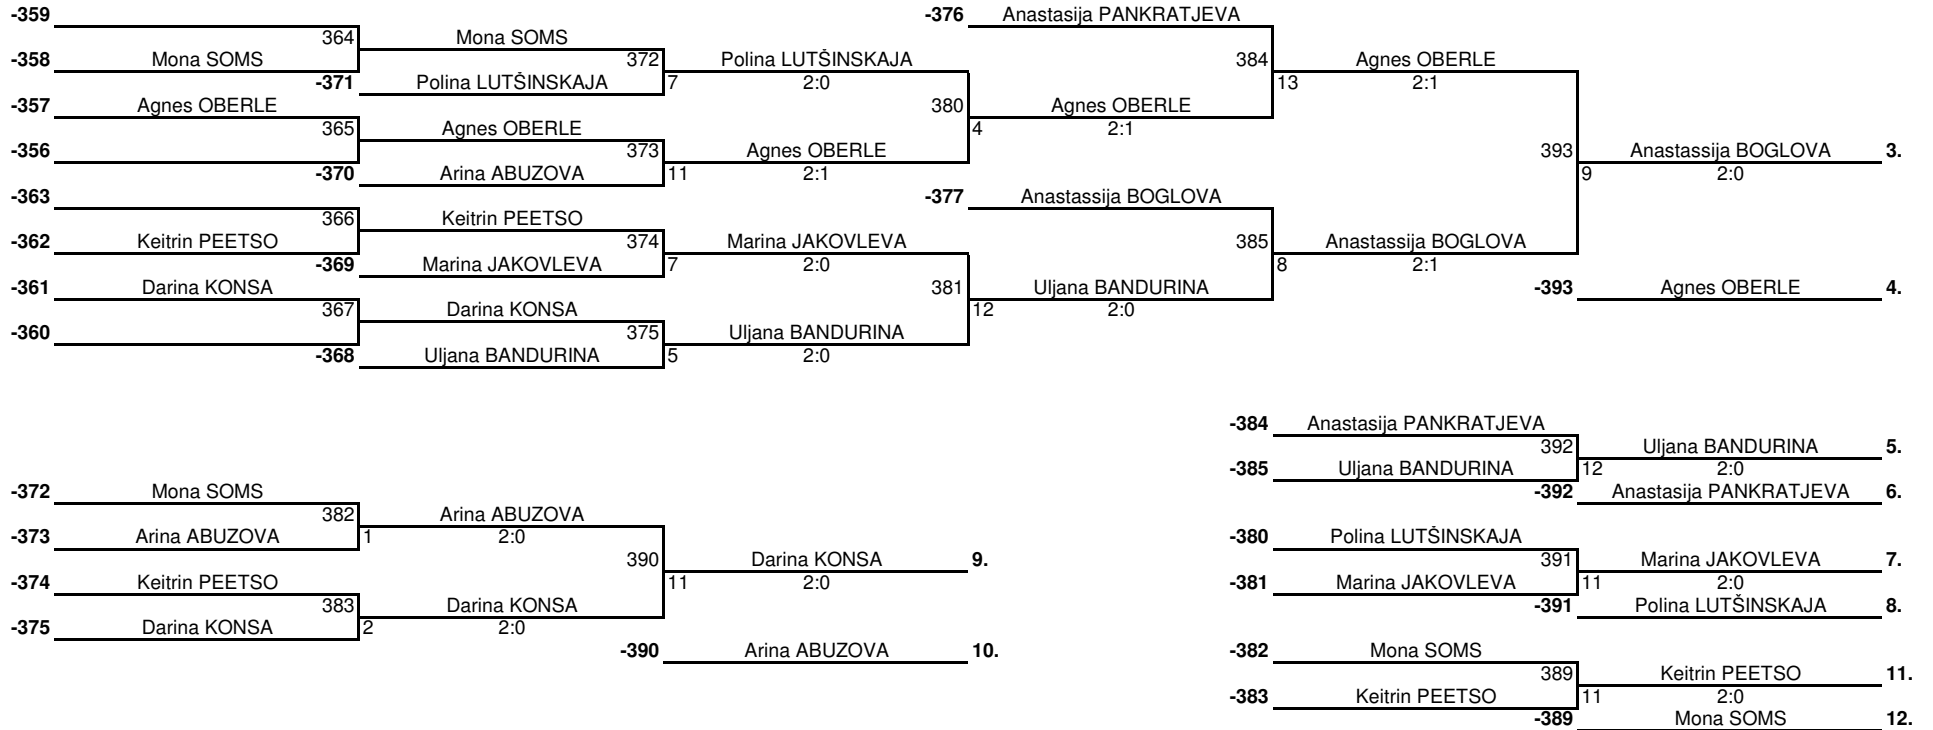 -359
-376 Anastasija PANKRATJEVA
364 Mona SOMS
-358 Mona SOMS 372 Polina LUTŠINSKAJA 384 Agnes OBERLE
-371 Polina LUTŠINSKAJA 7 2:0 13 2:1
-357 Agnes OBERLE 380 Agnes OBERLE
365 Agnes OBERLE 4 2:1
-356 373 Agnes OBERLE 393 Anastassija BOGLOVA 3.
-370 Arina ABUZOVA 11 2:1 9 2:0
-363 -377 Anastassija BOGLOVA
366 Keitrin PEETSO
-362 Keitrin PEETSO 374 Marina JAKOVLEVA 385 Anastassija BOGLOVA
-369 Marina JAKOVLEVA 7 2:0 8 2:1
-361 Darina KONSA 381 Uljana BANDURINA -393 Agnes OBERLE 4.
367 Darina KONSA 12 2:0
-360 375 Uljana BANDURINA
-368 Uljana BANDURINA 5 2:0
-384 Anastasija PANKRATJEVA
392 Uljana BANDURINA 5.
-385 Uljana BANDURINA 12 2:0
-372 Mona SOMS -392 Anastasija PANKRATJEVA 6.
382 Arina ABUZOVA
-373 Arina ABUZOVA 1 2:0 -380 Polina LUTŠINSKAJA
390 Darina KONSA 9. 391 Marina JAKOVLEVA 7.
-374 Keitrin PEETSO 11 2:0 -381 Marina JAKOVLEVA 11 2:0
383 Darina KONSA -391 Polina LUTŠINSKAJA 8.
-375 Darina KONSA 2 2:0
-390 Arina ABUZOVA 10. -382 Mona SOMS
389 Keitrin PEETSO 11.
-383 Keitrin PEETSO 11 2:0
-389 Mona SOMS 12.